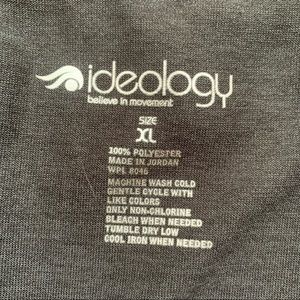 ideology
believe in movement
SIZE
XL
100% POLYESTER
MADE IN JORDAN
WPL 8046
MACHINE WASH COLD
GENTLE CYCLE WITH
LIKE COLORS
ONLY NON-CHLORINE
BLEACH WHEN NEEDED
TUMBLE DRY LOW
COOL IRON WHEN NEEDED